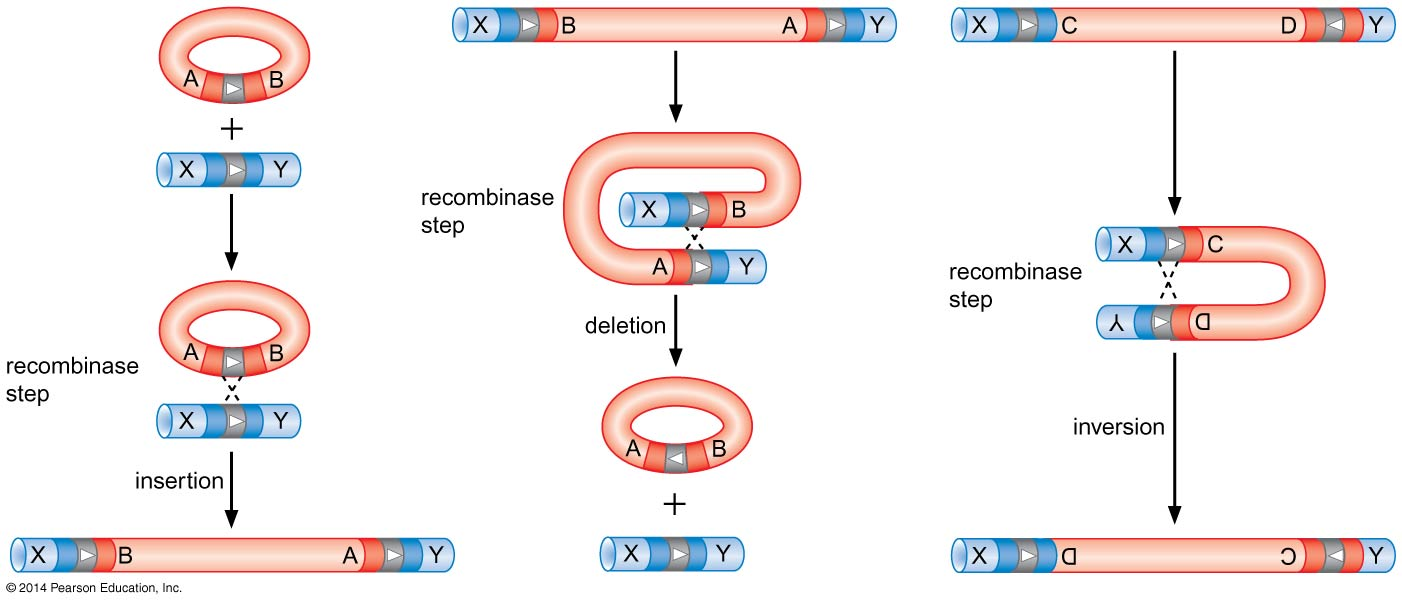 A B
+
X Y
A B
recombinase
step
X Y
insertion
X B A Y
X B A Y
recombinase
step
X B
A Y
deletion
A B
+
X Y
X C D Y
recombinase
step
X C
Y D
inversion
X D C Y
© 2014 Pearson Education, Inc.